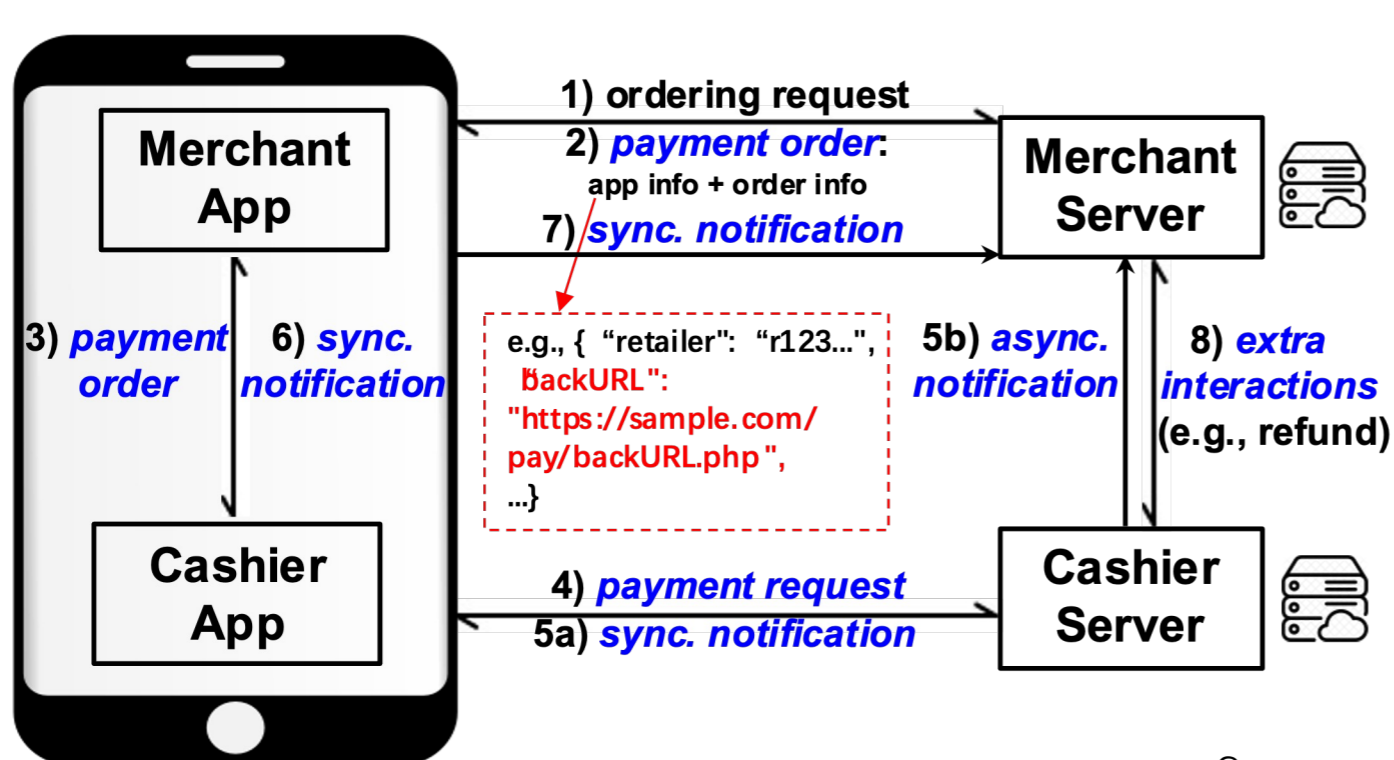 Merchant
App
1) ordering request
2) payment order:
app info + order info
7) sync. notification
Merchant
Server
3) payment
order
6) sync.
notification
e.g., { “retailer": “r123...",
“backURL":
"https://sample.com/
pay/backURL.php ",
...}
5b) async.
notification
8) extra
interactions
(e.g., refund)
Cashier
App
4) payment request
5a) sync. notification
Cashier
Server